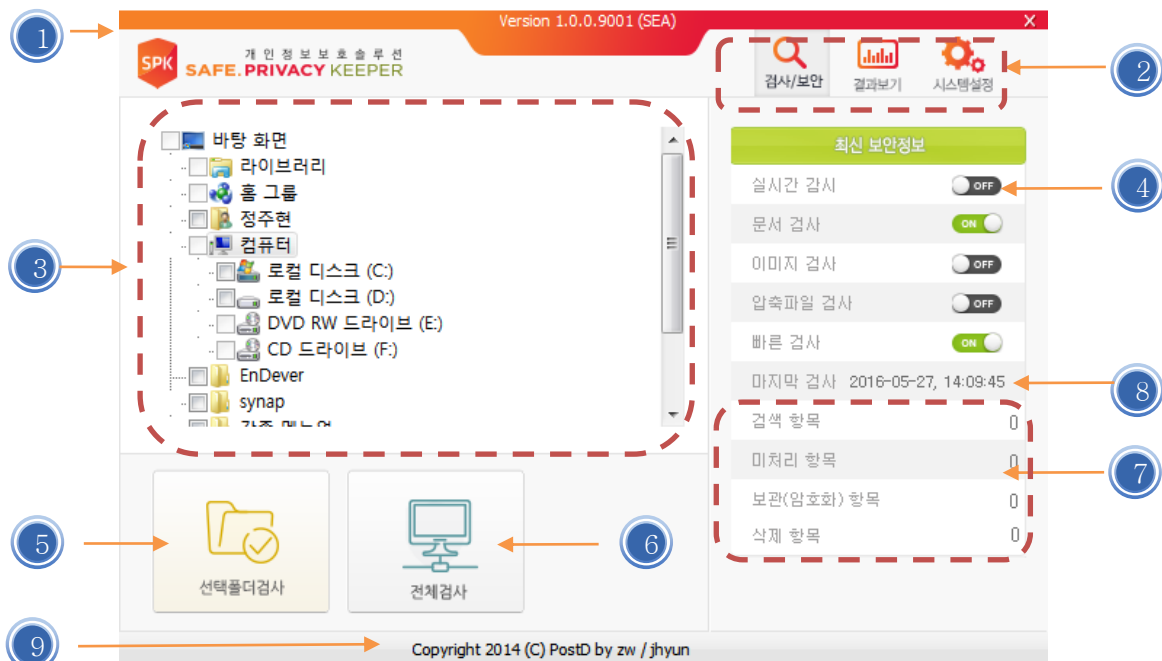 Version 1.0.0.9001 (SEA)
X
1
SPK
개인정보보호솔루션
SAFE. PRIVACY KEEPER
검사/보안
결과보기
시스템설정
2
바탕 화면
라이브러리
홈 그룹
정주현
컴퓨터
로컬 디스크 (C:)
로컬 디스크 (D:)
DVD RW 드라이브 (E:)
CD 드라이브 (F:)
EnDever
synap
3
최신 보안정보
실시간 감시 OFF
4
문서 검사 ON
이미지 검사 OFF
압축파일 검사 OFF
빠른 검사 ON
마지막 검사 2016-05-27, 14:09:45
8
검색 항목 0
미처리 항목 0
보관(암호화) 항목 0
삭제 항목 0
7
5
선택폴더검사
전체검사
6
9
Copyright 2014 (C) PostD by zw / jhyun